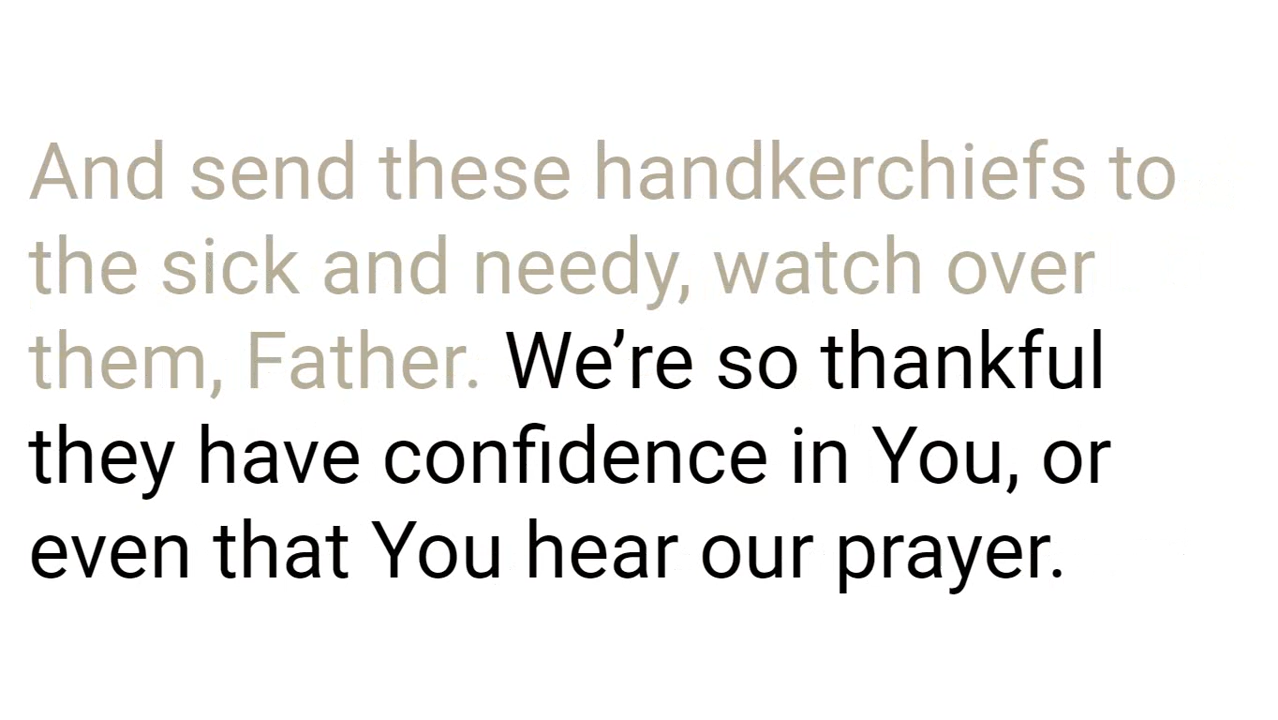 And send these handkerchiefs to
the sick and needy, watch over
them, Father. We’re so thankful
they have confidence in You, or
even that You hear our prayer.